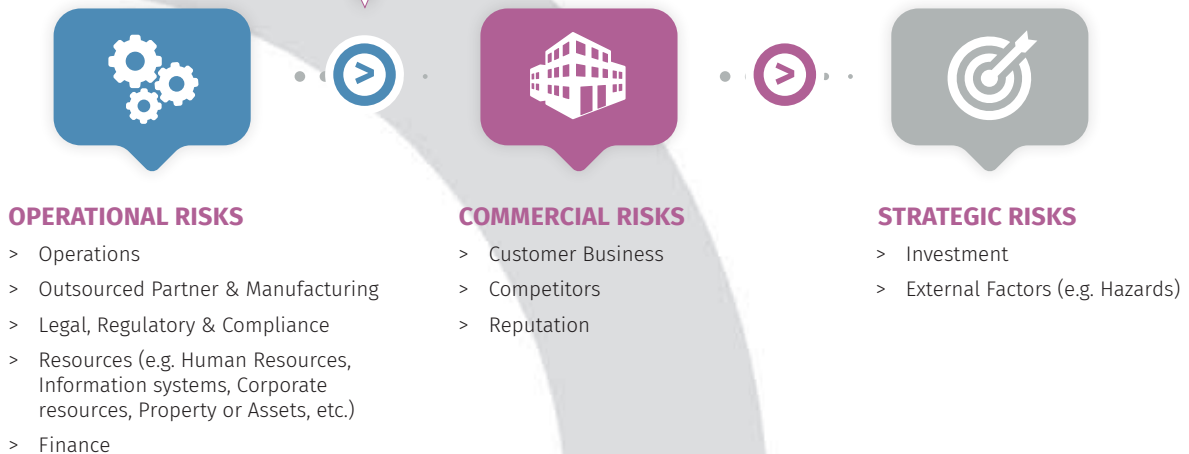 >
>
OPERATIONAL RISKS
> Operations
> Outsourced Partner & Manufacturing
> Legal, Regulatory & Compliance
> Resources (e.g. Human Resources,
Information systems, Corporate
resources, Property or Assets, etc.)
> Finance
COMMERCIAL RISKS
> Customer Business
> Competitors
> Reputation
STRATEGIC RISKS
> Investment
> External Factors (e.g. Hazards)